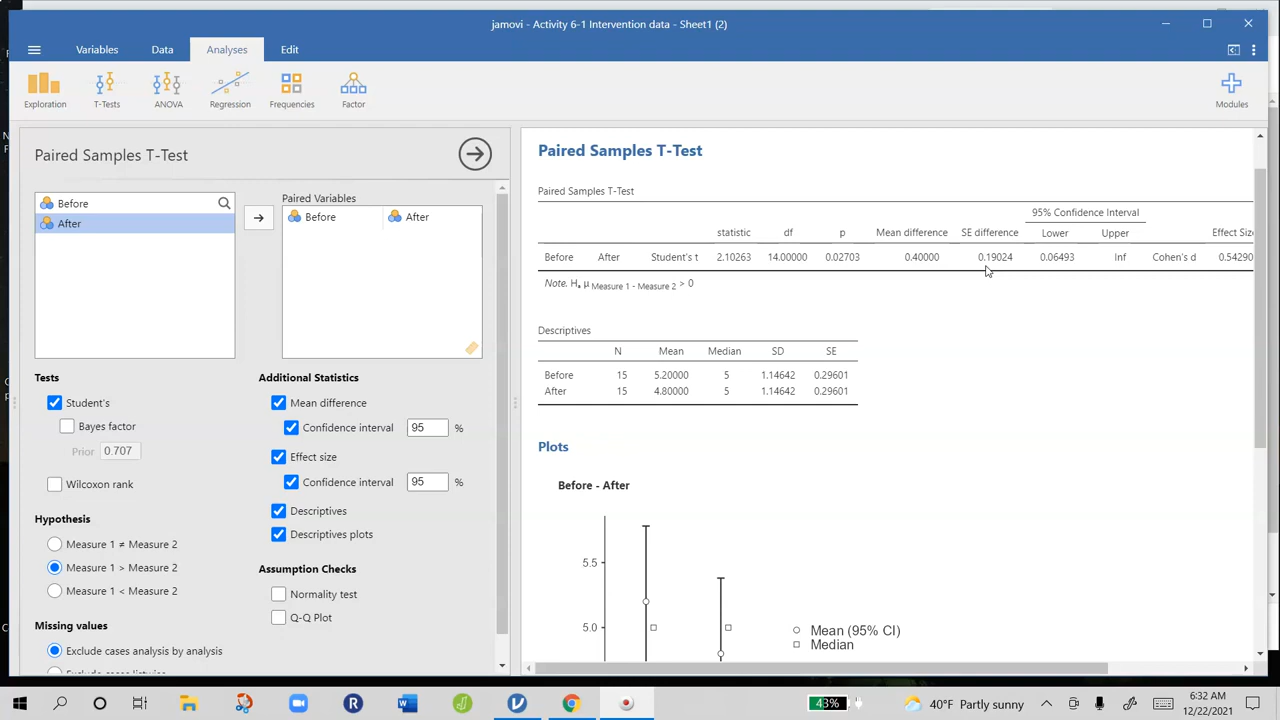 jamovi - Activity 6-1 Intervention data - Sheet1 (2)
Variables Data Analyses Edit
Exploration T-Tests ANOVA Regression Frequencies Factor Modules
Paired Samples T-Test
Before
After
Paired Variables
Before After
Tests
Student's
Bayes factor
Prior 0.707
Wilcoxon rank
Hypothesis
Measure 1 ≠ Measure 2
Measure 1 > Measure 2
Measure 1 < Measure 2
Missing values
Exclude cases analysis by analysis
Exclude cases listwise
Additional Statistics
Mean difference
Confidence interval 95 %
Effect size
Confidence interval 95 %
Descriptives
Descriptives plots
Assumption Checks
Normality test
Q-Q Plot
Paired Samples T-Test
Paired Samples T-Test
95% Confidence Interval
statistic df p Mean difference SE difference Lower Upper Effect Size
Before After Student's t 2.10263 14.00000 0.02703 0.40000 0.19024 0.06493 Inf Cohen's d 0.54290
Note. Hₐ μ Measure 1 - Measure 2 > 0
Descriptives
N Mean Median SD SE
Before 15 5.20000 5 1.14642 0.29601
After 15 4.80000 5 1.14642 0.29601
Plots
Before - After
5.5
5.0
Mean (95% CI)
Median
43%
40°F Partly sunny
6:32 AM
12/22/2021